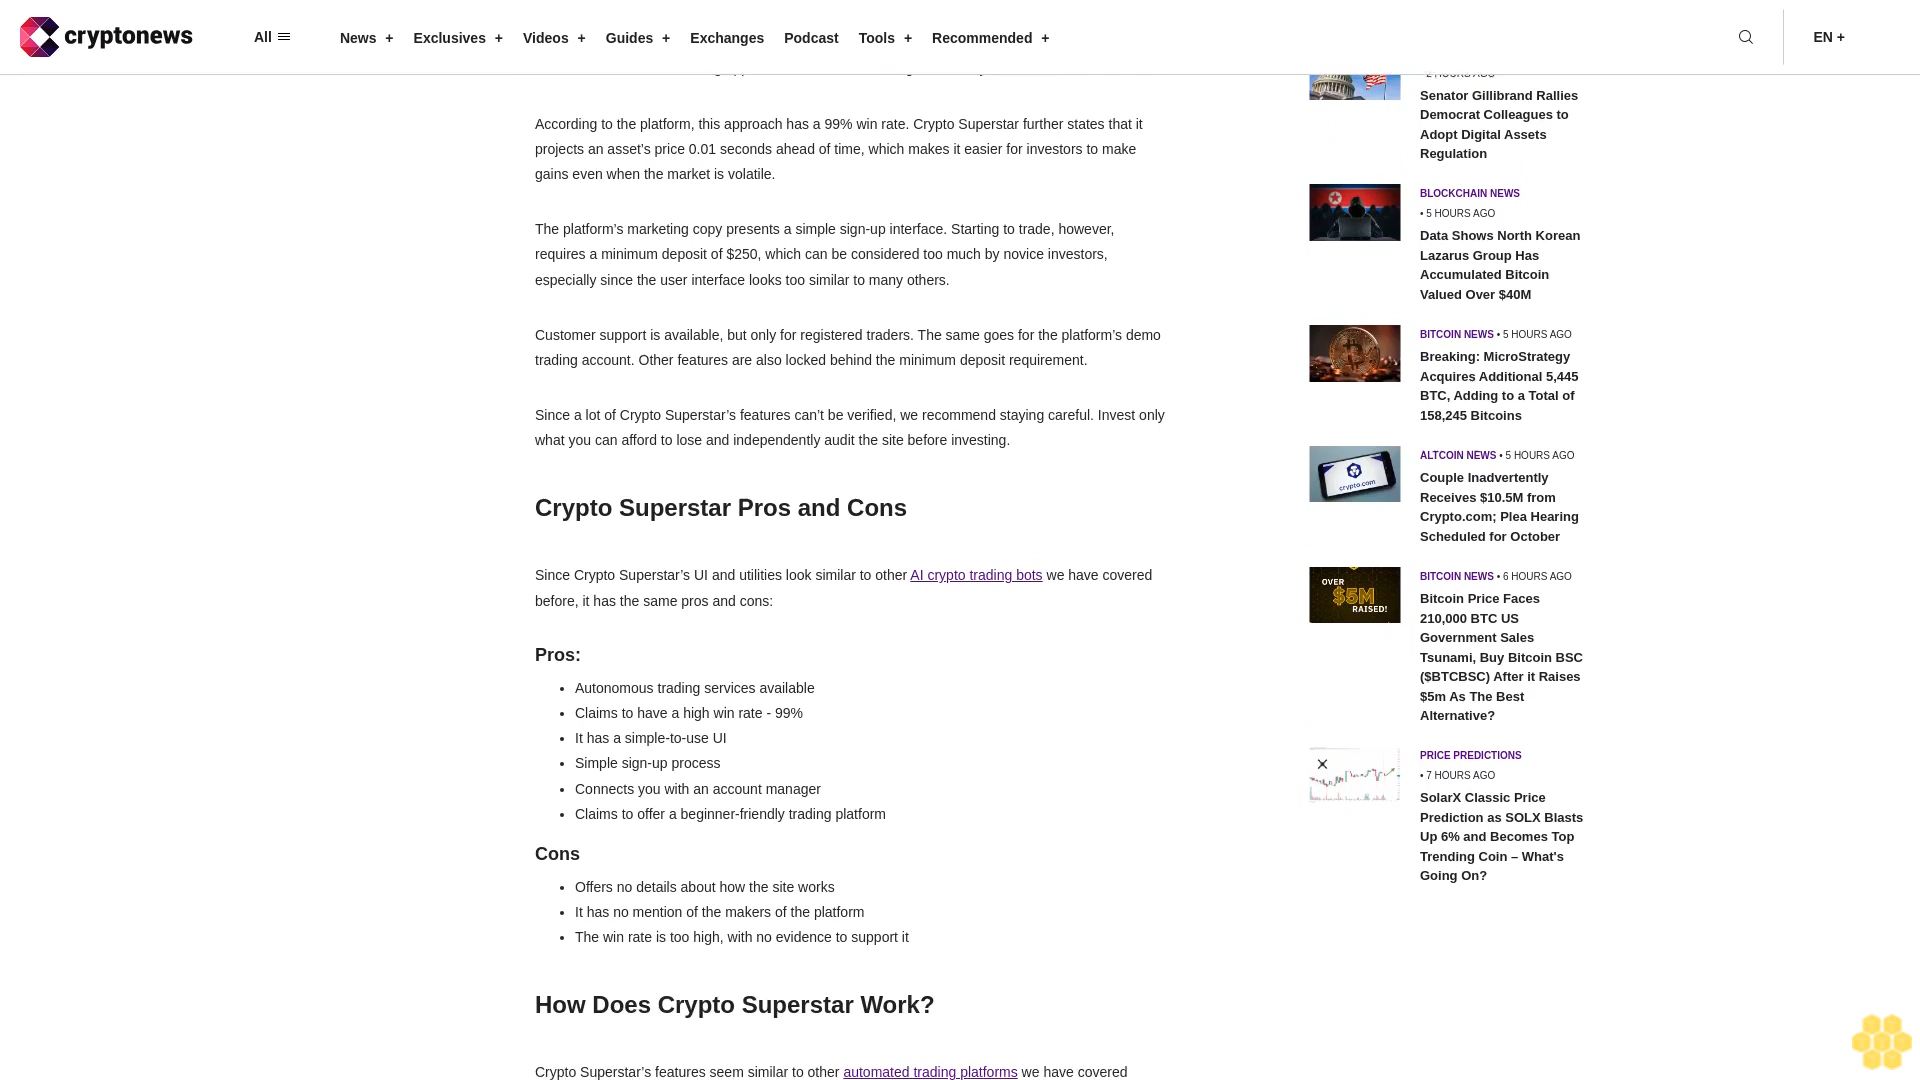 cryptonews
All
News +
Exclusives +
Videos +
Guides +
Exchanges
Podcast
Tools +
Recommended +
EN +
According to the platform, this approach has a 99% win rate. Crypto Superstar further states that it
projects an asset’s price 0.01 seconds ahead of time, which makes it easier for investors to make
gains even when the market is volatile.
The platform’s marketing copy presents a simple sign-up interface. Starting to trade, however,
requires a minimum deposit of $250, which can be considered too much by novice investors,
especially since the user interface looks too similar to many others.
Customer support is available, but only for registered traders. The same goes for the platform’s demo
trading account. Other features are also locked behind the minimum deposit requirement.
Since a lot of Crypto Superstar’s features can’t be verified, we recommend staying careful. Invest only
what you can afford to lose and independently audit the site before investing.
Crypto Superstar Pros and Cons
Since Crypto Superstar’s UI and utilities look similar to other AI crypto trading bots we have covered
before, it has the same pros and cons:
Pros:
• Autonomous trading services available
• Claims to have a high win rate - 99%
• It has a simple-to-use UI
• Simple sign-up process
• Connects you with an account manager
• Claims to offer a beginner-friendly trading platform
Cons
• Offers no details about how the site works
• It has no mention of the makers of the platform
• The win rate is too high, with no evidence to support it
How Does Crypto Superstar Work?
Crypto Superstar’s features seem similar to other automated trading platforms we have covered
Senator Gillibrand Rallies
Democrat Colleagues to
Adopt Digital Assets
Regulation
BLOCKCHAIN NEWS
• 5 HOURS AGO
Data Shows North Korean
Lazarus Group Has
Accumulated Bitcoin
Valued Over $40M
BITCOIN NEWS • 5 HOURS AGO
Breaking: MicroStrategy
Acquires Additional 5,445
BTC, Adding to a Total of
158,245 Bitcoins
crypto.com
ALTCOIN NEWS • 5 HOURS AGO
Couple Inadvertently
Receives $10.5M from
Crypto.com; Plea Hearing
Scheduled for October
OVER
$5M
RAISED!
BITCOIN NEWS • 6 HOURS AGO
Bitcoin Price Faces
210,000 BTC US
Government Sales
Tsunami, Buy Bitcoin BSC
($BTCBSC) After it Raises
$5m As The Best
Alternative?
PRICE PREDICTIONS
• 7 HOURS AGO
SolarX Classic Price
Prediction as SOLX Blasts
Up 6% and Becomes Top
Trending Coin – What's
Going On?